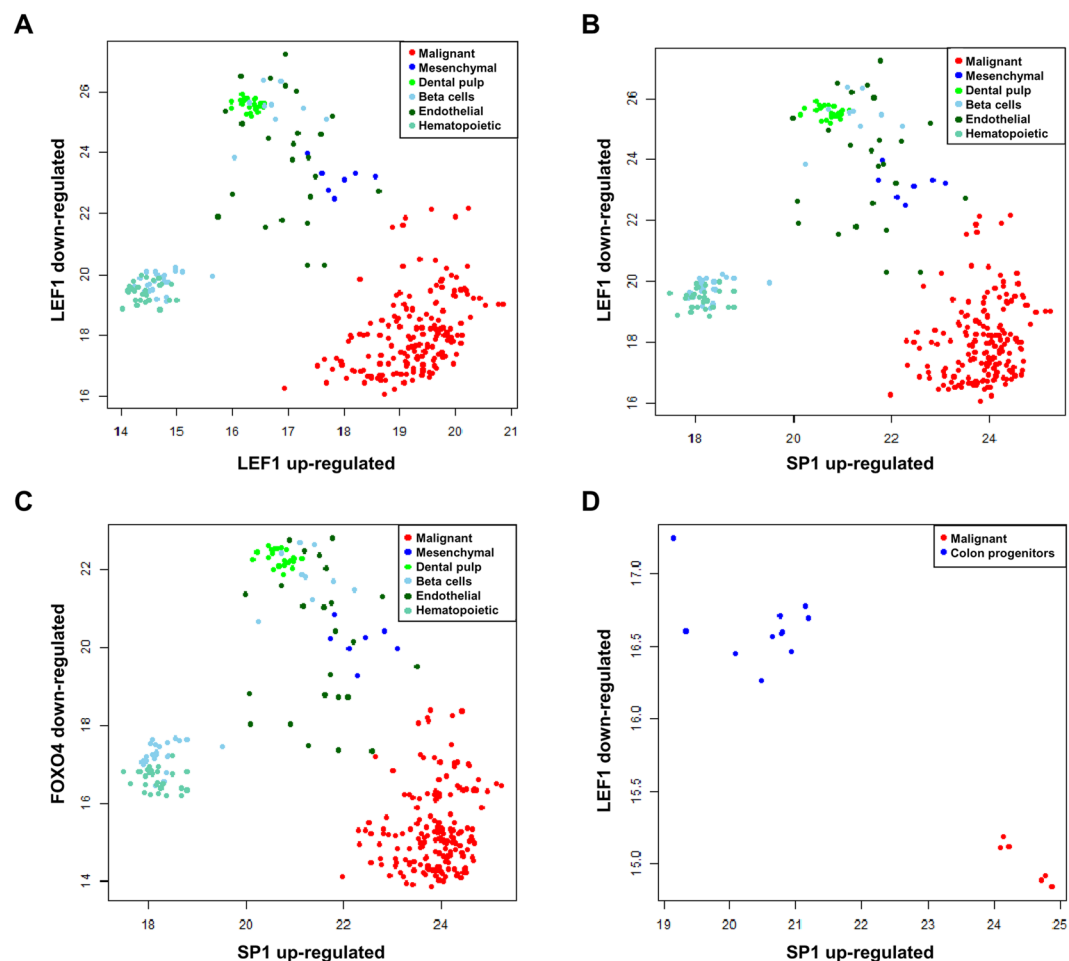 A
LEF1 down-regulated
26
24
22
20
18
16
Malignant
Mesenchymal
Dental pulp
Beta cells
Endothelial
Hematopoietic
14 15 16 17 18 19 20 21
LEF1 up-regulated
B
LEF1 down-regulated
26
24
22
20
18
16
Malignant
Mesenchymal
Dental pulp
Beta cells
Endothelial
Hematopoietic
18 20 22 24
SP1 up-regulated
C
FOXO4 down-regulated
22
20
18
16
14
Malignant
Mesenchymal
Dental pulp
Beta cells
Endothelial
Hematopoietic
18 20 22 24
SP1 up-regulated
D
LEF1 down-regulated
17.0
16.5
16.0
15.5
15.0
Malignant
Colon progenitors
19 20 21 22 23 24 25
SP1 up-regulated